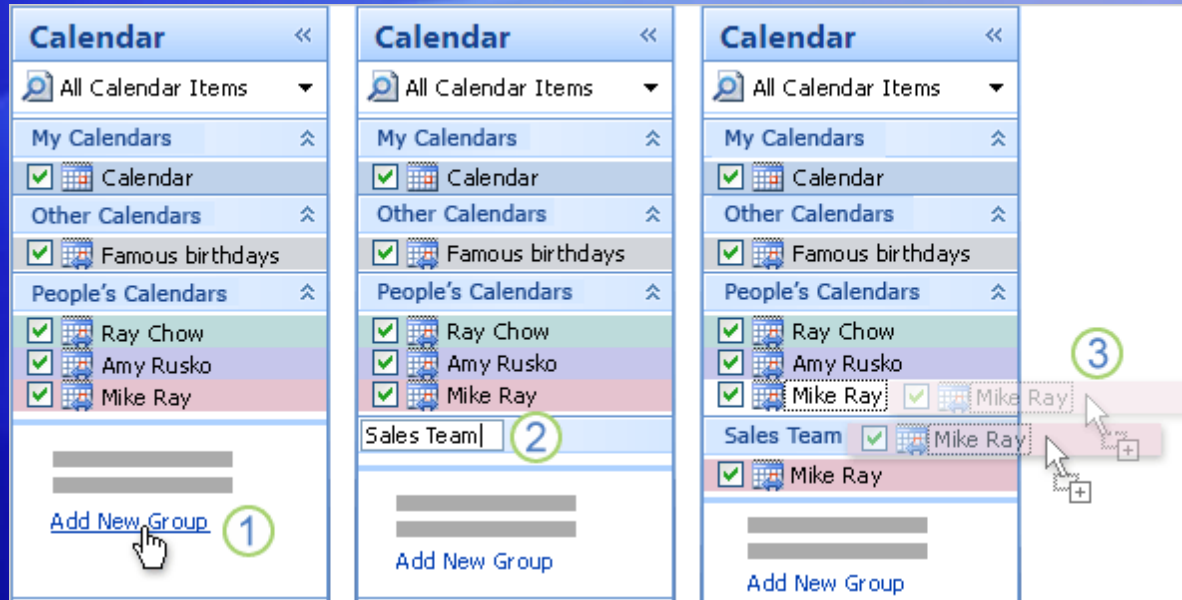 Calendar
All Calendar Items
My Calendars
Calendar
Other Calendars
Famous birthdays
People's Calendars
Ray Chow
Amy Rusko
Mike Ray
Add New Group
1
Calendar
All Calendar Items
My Calendars
Calendar
Other Calendars
Famous birthdays
People's Calendars
Ray Chow
Amy Rusko
Mike Ray
Sales Team
2
Add New Group
Calendar
All Calendar Items
My Calendars
Calendar
Other Calendars
Famous birthdays
People's Calendars
Ray Chow
Amy Rusko
3
Mike Ray Mike Ray
Sales Team Mike Ray
Mike Ray
Add New Group